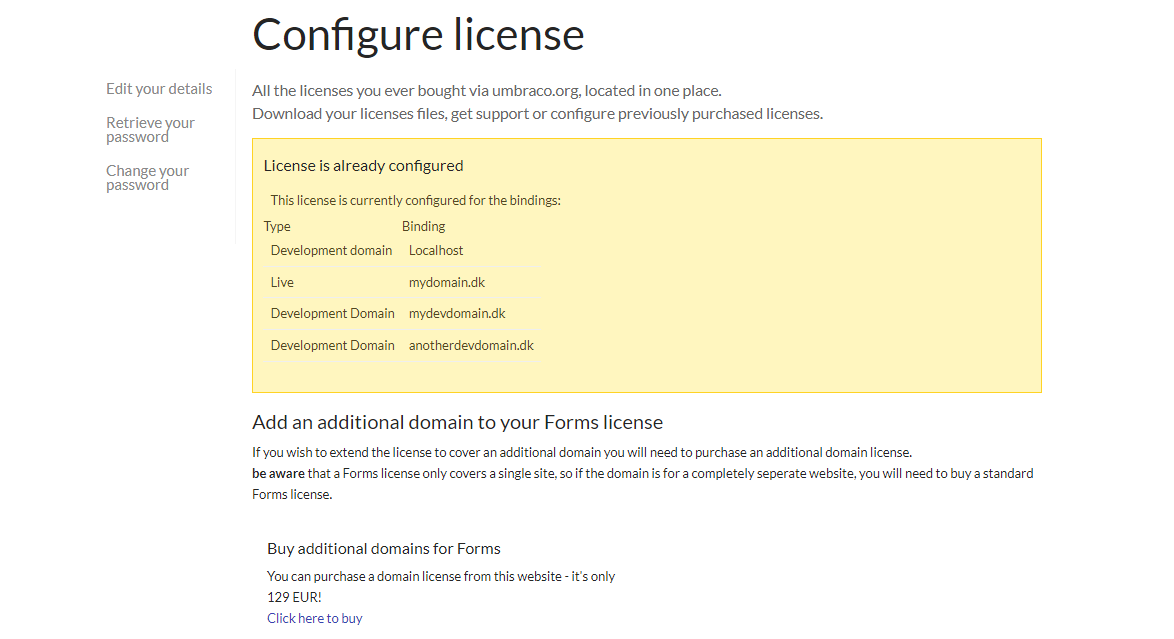 Configure license
Edit your details
Retrieve your
password
Change your
password
All the licenses you ever bought via umbraco.org, located in one place.
Download your licenses files, get support or configure previously purchased licenses.
License is already configured
This license is currently configured for the bindings:
Type Binding
Development domain Localhost
Live mydomain.dk
Development Domain mydevdomain.dk
Development Domain anotherdevdomain.dk
Add an additional domain to your Forms license
If you wish to extend the license to cover an additional domain you will need to purchase an additional domain license.
be aware that a Forms license only covers a single site, so if the domain is for a completely seperate website, you will need to buy a standard
Forms license.
Buy additional domains for Forms
You can purchase a domain license from this website - it's only
129 EUR!
Click here to buy